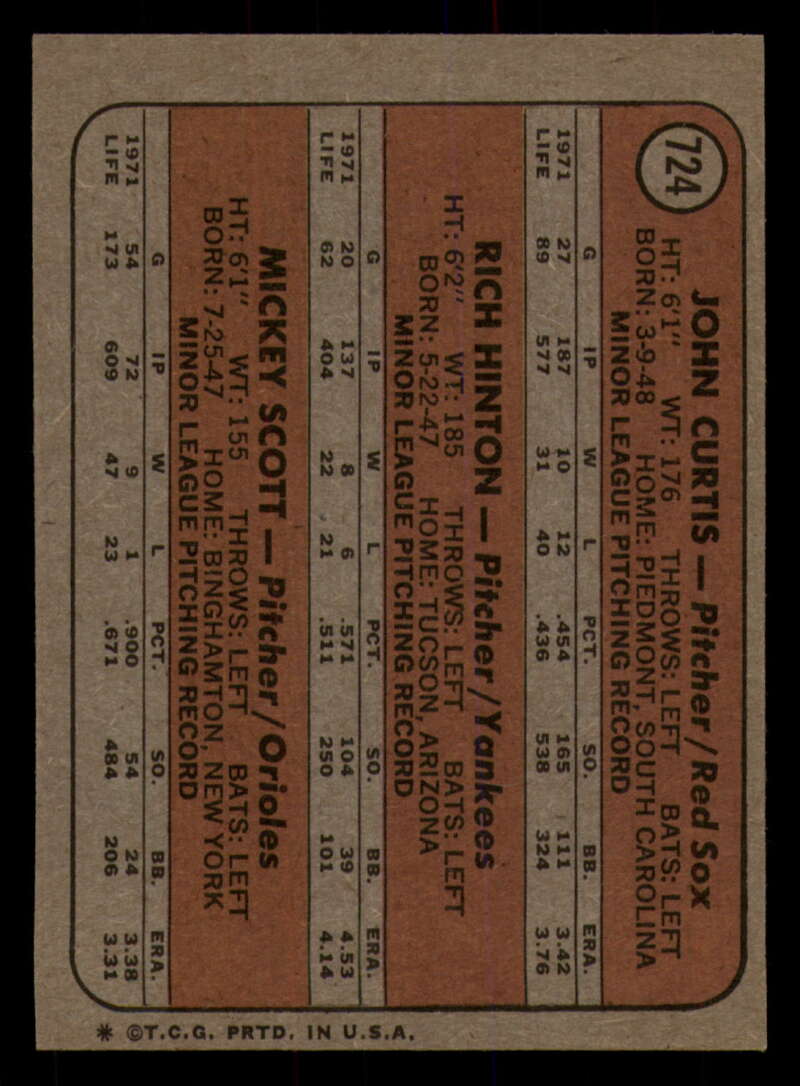 724
JOHN CURTIS — Pitcher/Red Sox
HT: 6'1" WT: 176 THROWS: LEFT BATS: LEFT
BORN: 3-9-48 HOME: PIEDMONT, SOUTH CAROLINA
MINOR LEAGUE PITCHING RECORD
G IP W L PCT. SO. BB. ERA.
1971 27 187 10 12 .454 165 111 3.42
LIFE 89 577 31 40 .436 538 324 3.76
RICH HINTON — Pitcher/Yankees
HT: 6'2" WT: 185 THROWS: LEFT BATS: LEFT
BORN: 5-22-47 HOME: TUCSON, ARIZONA
MINOR LEAGUE PITCHING RECORD
G IP W L PCT. SO. BB. ERA.
1971 20 137 8 6 .571 104 39 4.53
LIFE 62 404 22 21 .511 250 101 4.14
MICKEY SCOTT — Pitcher/Orioles
HT: 6'1" WT: 155 THROWS: LEFT BATS: LEFT
BORN: 7-25-47 HOME: BINGHAMTON, NEW YORK
MINOR LEAGUE PITCHING RECORD
G IP W L PCT. SO. BB. ERA.
1971 54 72 9 1 .900 54 24 3.38
LIFE 173 609 47 23 .671 484 206 3.31
* ©T.C.G. PRTD. IN U.S.A.